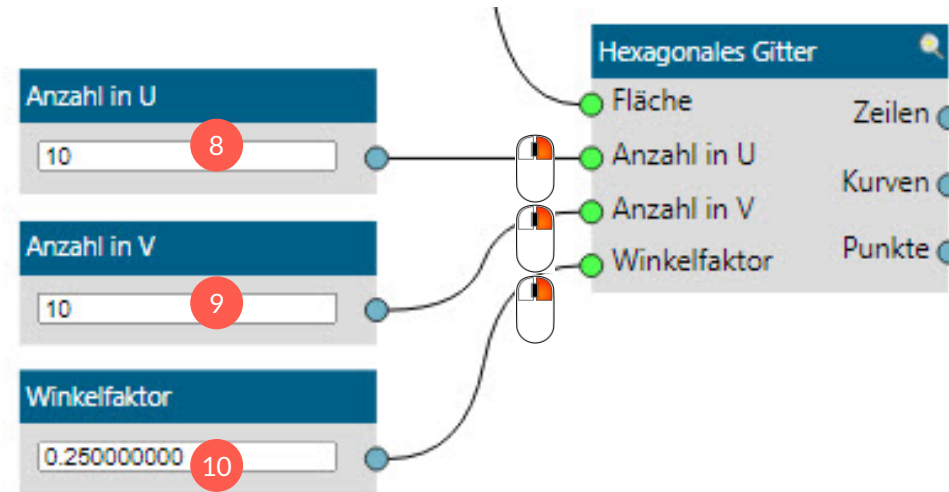 Anzahl in U
10
8
Anzahl in V
10
9
Winkelfaktor
0.250000000
10
Hexagonales Gitter
Fläche
Anzahl in U
Anzahl in V
Winkelfaktor
Zeilen
Kurven
Punkte